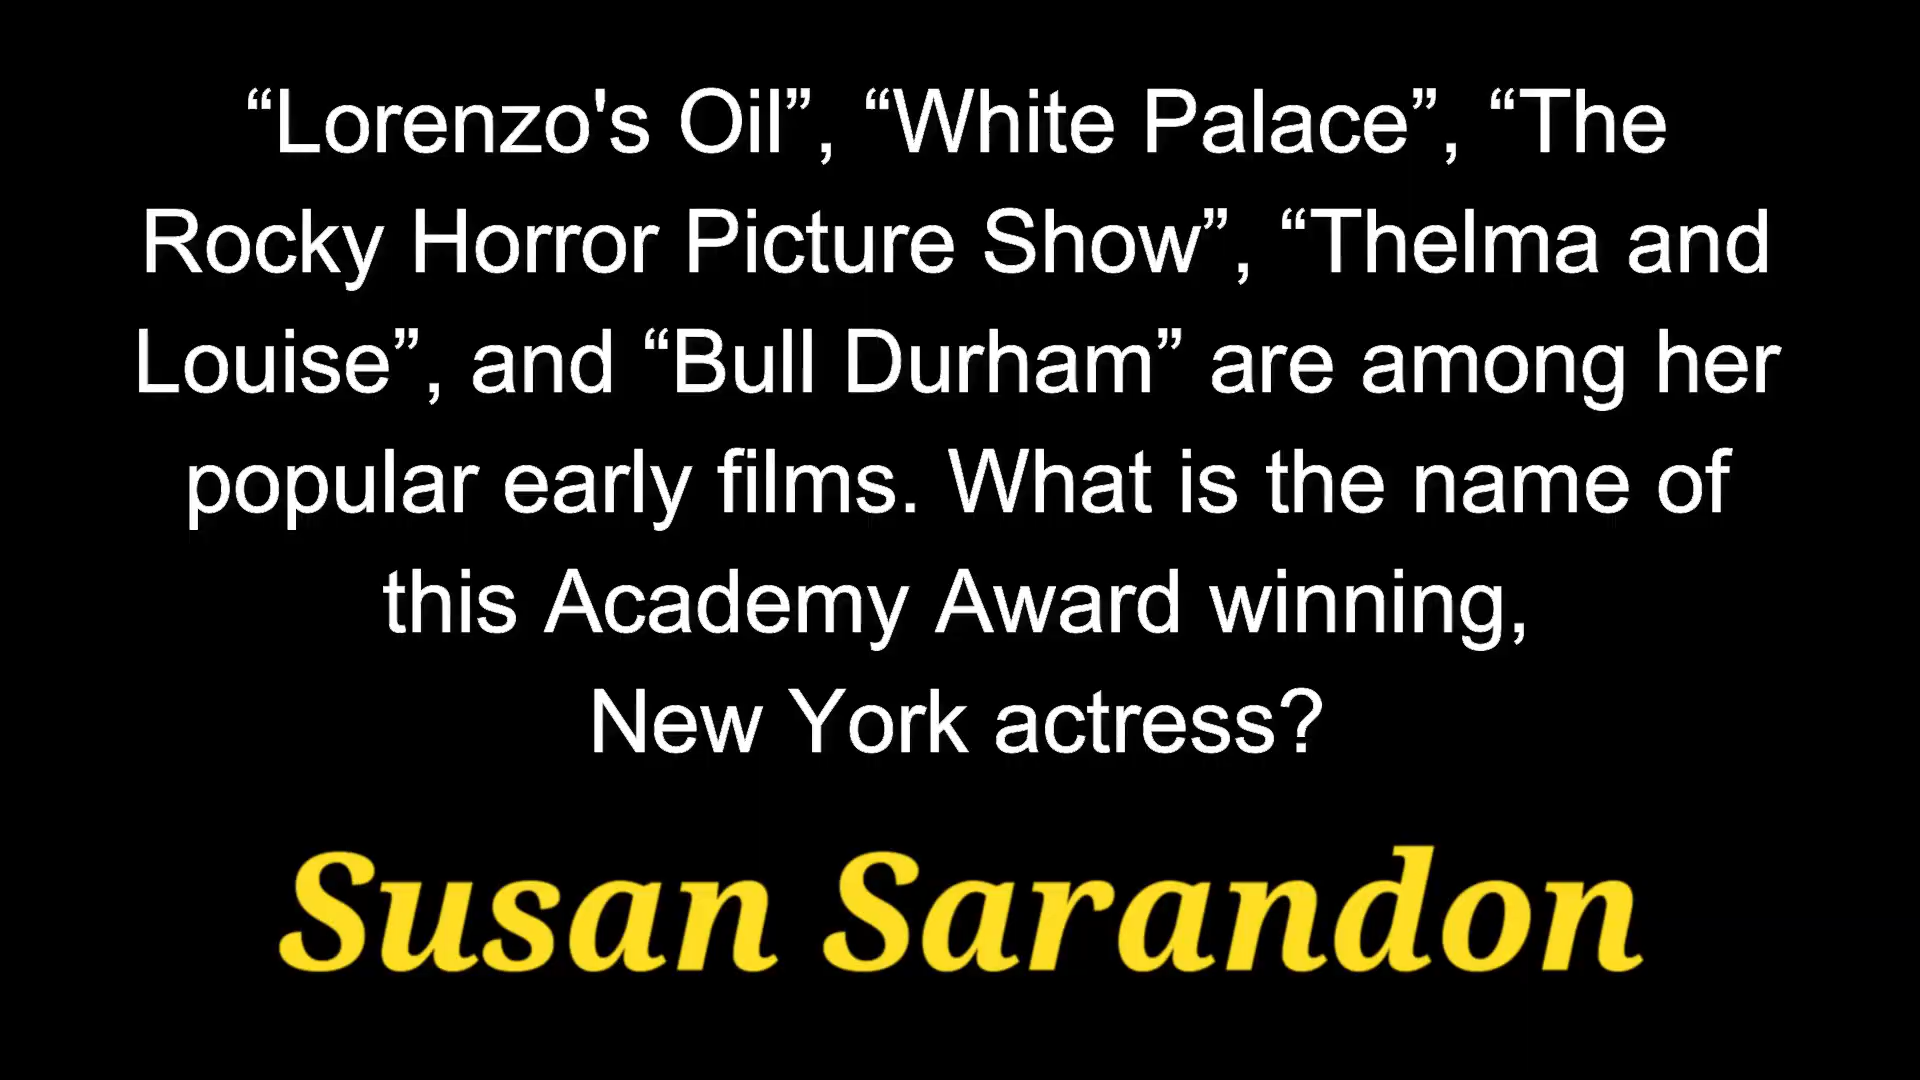 “Lorenzo's Oil”, “White Palace”, “The
Rocky Horror Picture Show”, “Thelma and
Louise”, and “Bull Durham” are among her
popular early films. What is the name of
this Academy Award winning,
New York actress?
Susan Sarandon